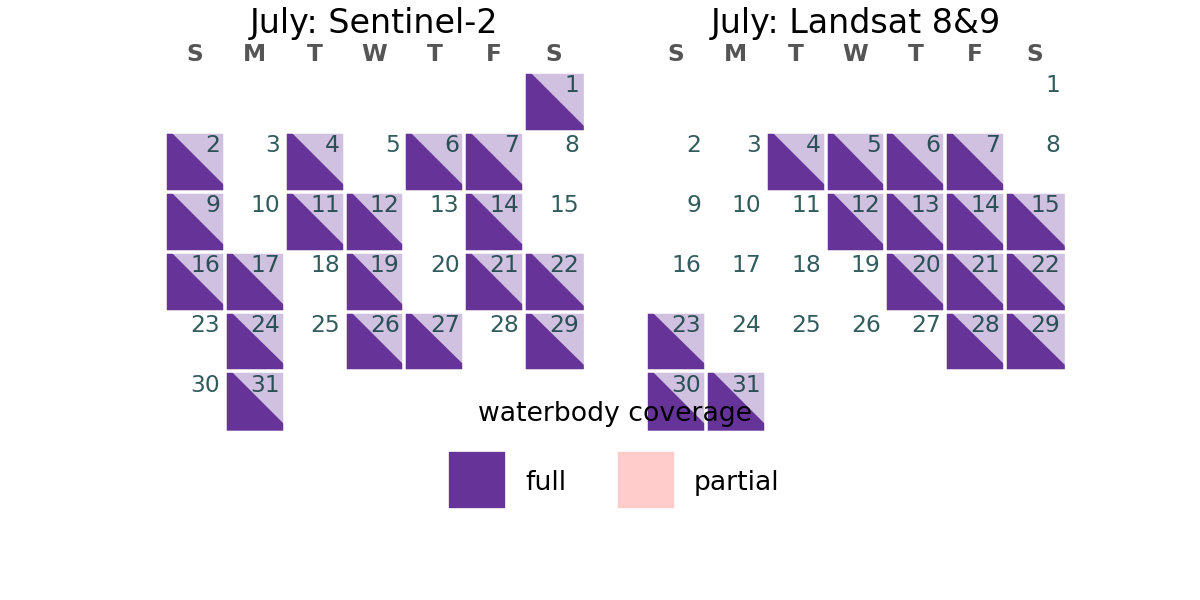 July: Sentinel-2
S M T W T F S
1
2 3 4 5 6 7 8
9 10 11 12 13 14 15
16 17 18 19 20 21 22
23 24 25 26 27 28 29
30 31
July: Landsat 8&9
S M T W T F S
1
2 3 4 5 6 7 8
9 10 11 12 13 14 15
16 17 18 19 20 21 22
23 24 25 26 27 28 29
30 31
waterbody coverage
full partial